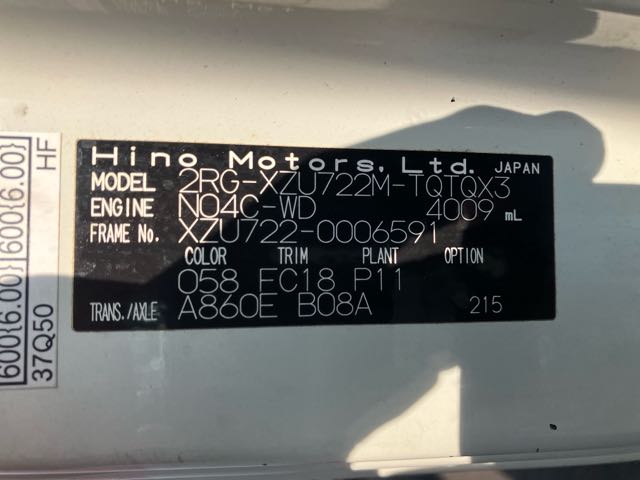 Hino Motors, Ltd. JAPAN
MODEL 2RG-XZU722M-TQTQX3
ENGINE N04C-WD 4009 mL
FRAME No. XZU722-0006591
COLOR TRIM PLANT OPTION
058 EC18 P11
TRANS./AXLE A860E B08A 215
600{6.00} 600{6.00} HF
37Q50